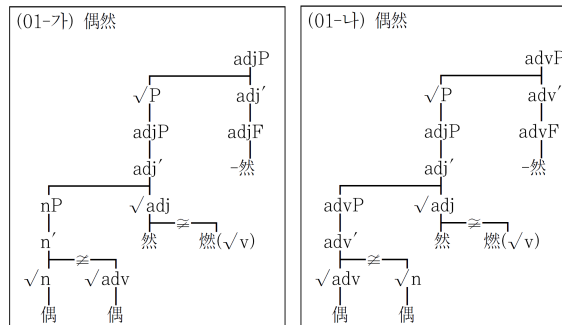 (01-가) 偶然
adjP
√P adj′
adjP adjF
adj′ -然
nP √adj
n′ 然 ≇ 燃(√v)
√n ≇ √adv
偶 偶
(01-나) 偶然
advP
√P adv′
adjP advF
adj′ -然
advP √adj
adv′ 然 ≇ 燃(√v)
√adv ≇ √n
偶 偶